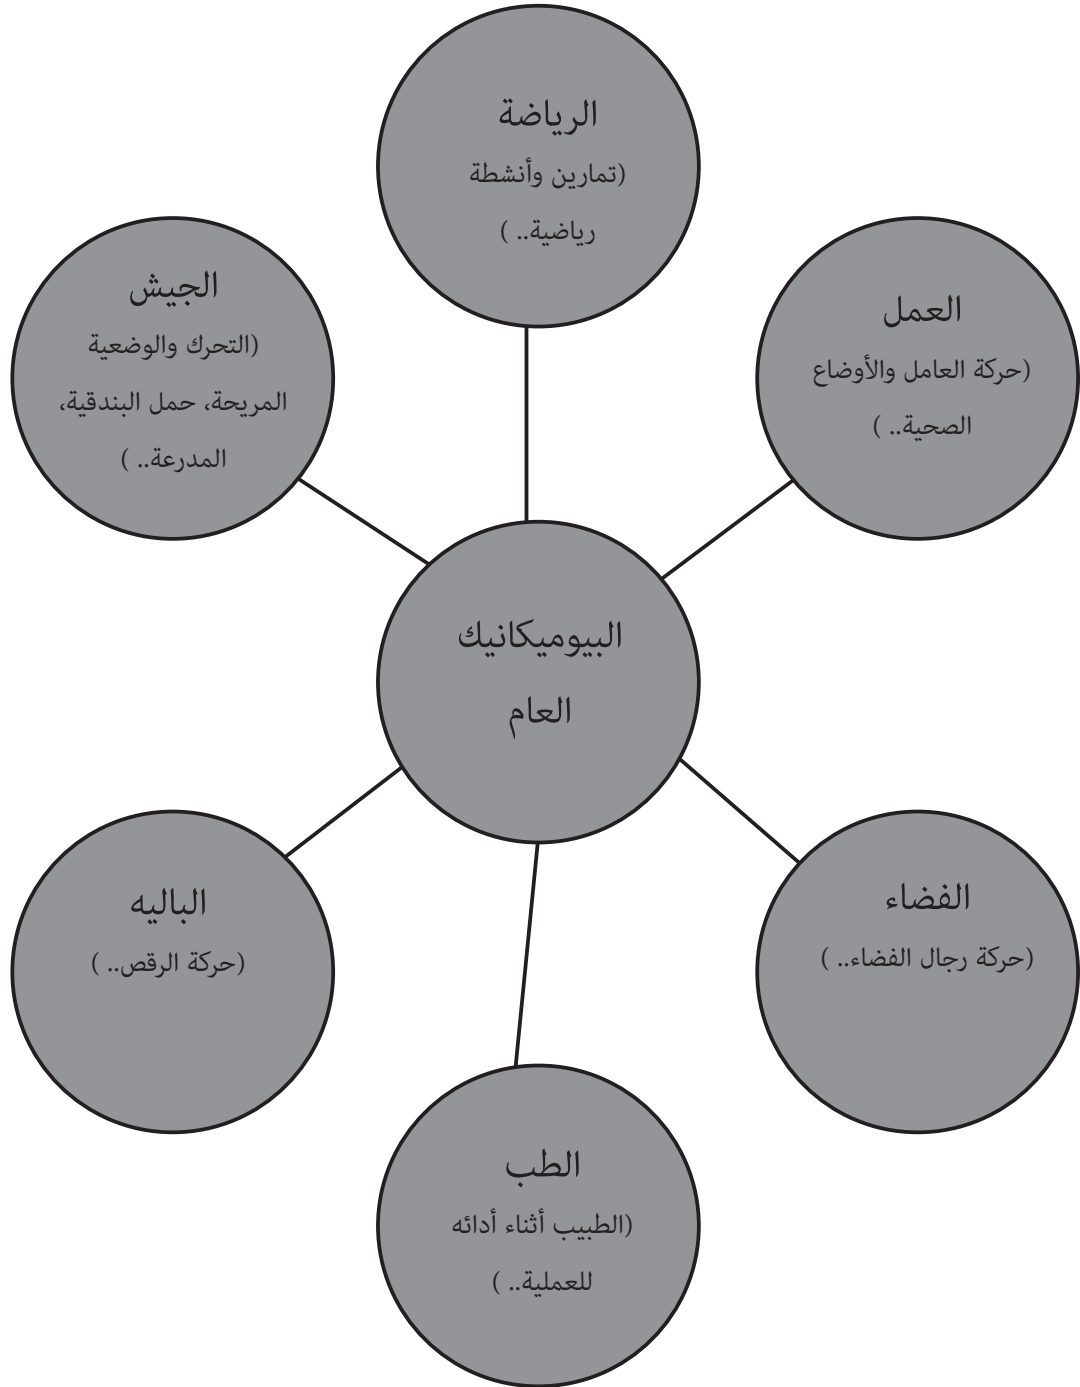 الرياضة
(تمارين وأنشطة
رياضية.. )
العمل
(حركة العامل والأوضاع
الصحية.. )
الجيش
(التحرك والوضعية
المريحة، حمل البندقية،
المدرعة.. )
البيوميكانيك
العام
الفضاء
(حركة رجال الفضاء.. )
الباليه
(حركة الرقص.. )
الطب
(الطبيب أثناء أدائه
للعملية.. )